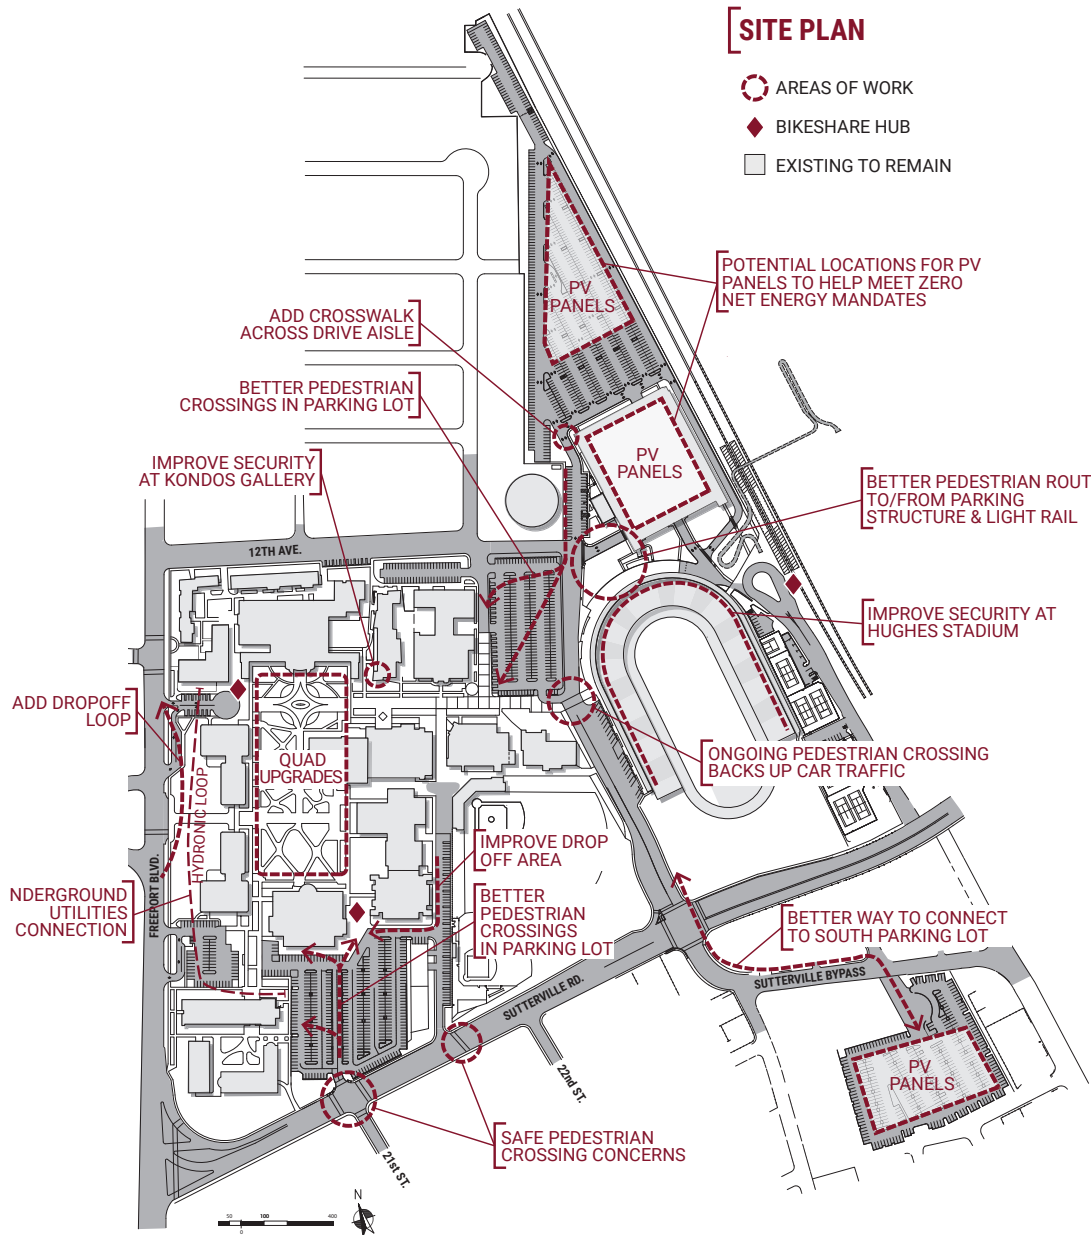 SITE PLAN
AREAS OF WORK
BIKESHARE HUB
EXISTING TO REMAIN
POTENTIAL LOCATIONS FOR PV
PANELS TO HELP MEET ZERO
NET ENERGY MANDATES
PV
PANELS
ADD CROSSWALK
ACROSS DRIVE AISLE
BETTER PEDESTRIAN
CROSSINGS IN PARKING LOT
IMPROVE SECURITY
AT KONDOS GALLERY
PV
PANELS
BETTER PEDESTRIAN ROUT
TO/FROM PARKING
STRUCTURE & LIGHT RAIL
12TH AVE.
IMPROVE SECURITY AT
HUGHES STADIUM
ADD DROPOFF
LOOP
QUAD
UPGRADES
ONGOING PEDESTRIAN CROSSING
BACKS UP CAR TRAFFIC
HYDRONIC LOOP
FREEPORT BLVD.
IMPROVE DROP
OFF AREA
NDERGROUND
UTILITIES
CONNECTION
BETTER
PEDESTRIAN
CROSSINGS
IN PARKING LOT
BETTER WAY TO CONNECT
TO SOUTH PARKING LOT
SUTTERVILLE BYPASS
SUTTERVILLE RD.
PV
PANELS
22nd ST.
SAFE PEDESTRIAN
CROSSING CONCERNS
21st ST.
N
50 100 400
0